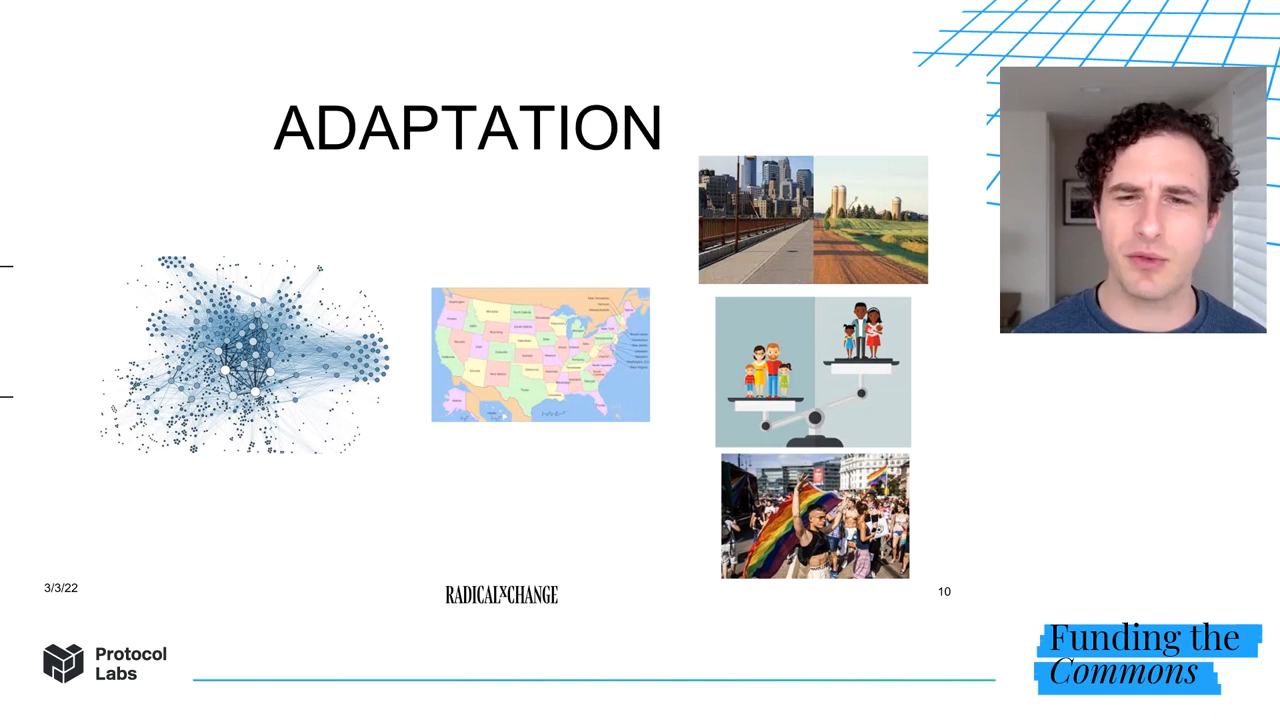 ADAPTATION
3/3/22
RADICALXCHANGE
10
Protocol
Labs
Funding the
Commons